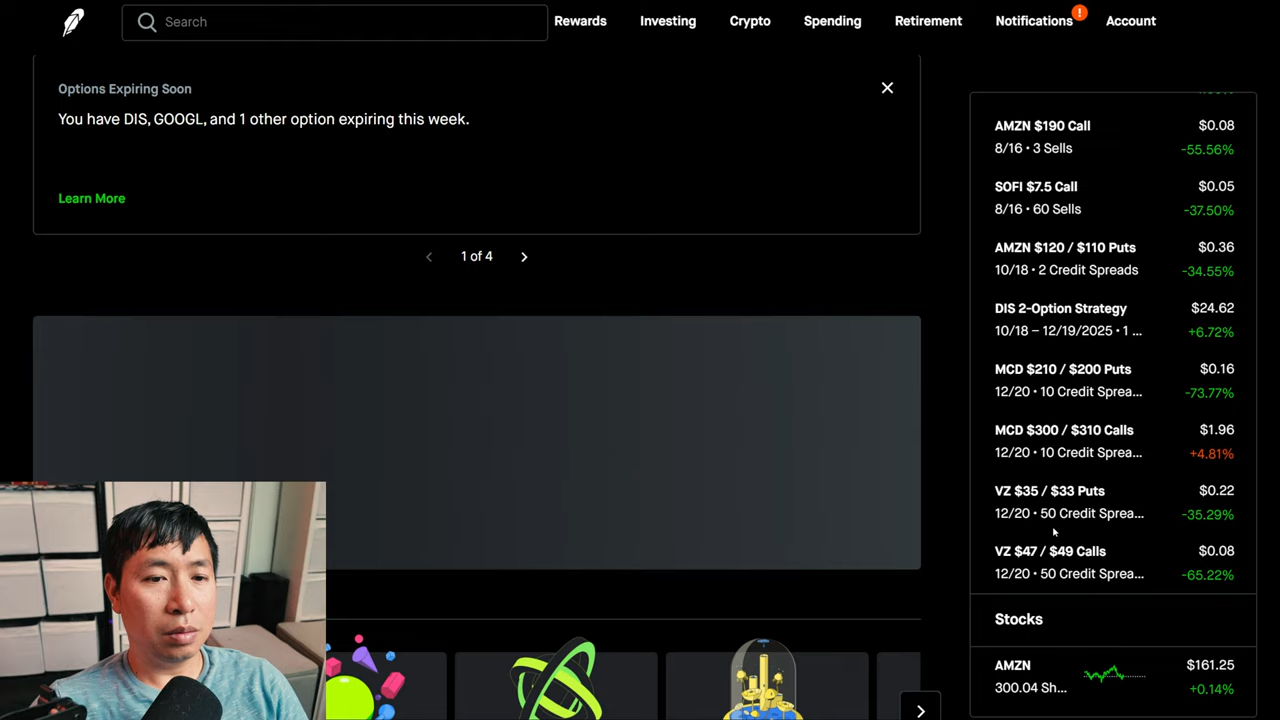 Search
Rewards
Investing
Crypto
Spending
Retirement
Notifications
!
Account
Options Expiring Soon
You have DIS, GOOGL, and 1 other option expiring this week.
Learn More
1 of 4
AMZN $190 Call $0.08
8/16 • 3 Sells -55.56%
SOFI $7.5 Call $0.05
8/16 • 60 Sells -37.50%
AMZN $120 / $110 Puts $0.36
10/18 • 2 Credit Spreads -34.55%
DIS 2-Option Strategy $24.62
10/18 – 12/19/2025 • 1 ... +6.72%
MCD $210 / $200 Puts $0.16
12/20 • 10 Credit Sprea... -73.77%
MCD $300 / $310 Calls $1.96
12/20 • 10 Credit Sprea... +4.81%
VZ $35 / $33 Puts $0.22
12/20 • 50 Credit Sprea... -35.29%
VZ $47 / $49 Calls $0.08
12/20 • 50 Credit Sprea... -65.22%
Stocks
AMZN $161.25
300.04 Sh... +0.14%